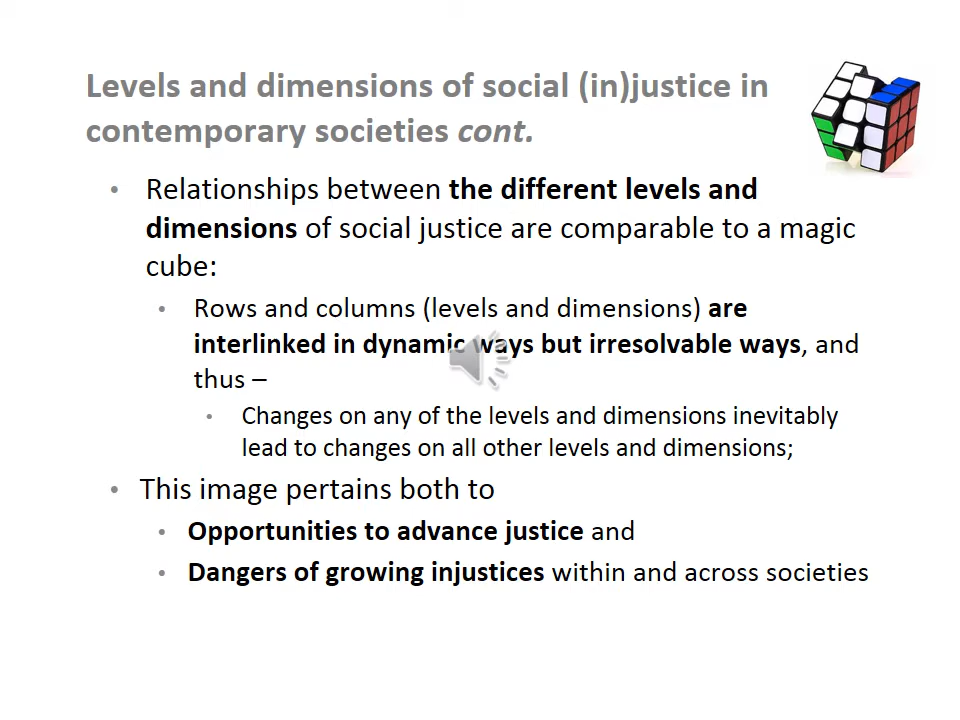 Levels and dimensions of social (in)justice in
contemporary societies cont.
• Relationships between the different levels and
dimensions of social justice are comparable to a magic
cube:
• Rows and columns (levels and dimensions) are
interlinked in dynamic ways but irresolvable ways, and
thus –
• Changes on any of the levels and dimensions inevitably
lead to changes on all other levels and dimensions;
• This image pertains both to
• Opportunities to advance justice and
• Dangers of growing injustices within and across societies